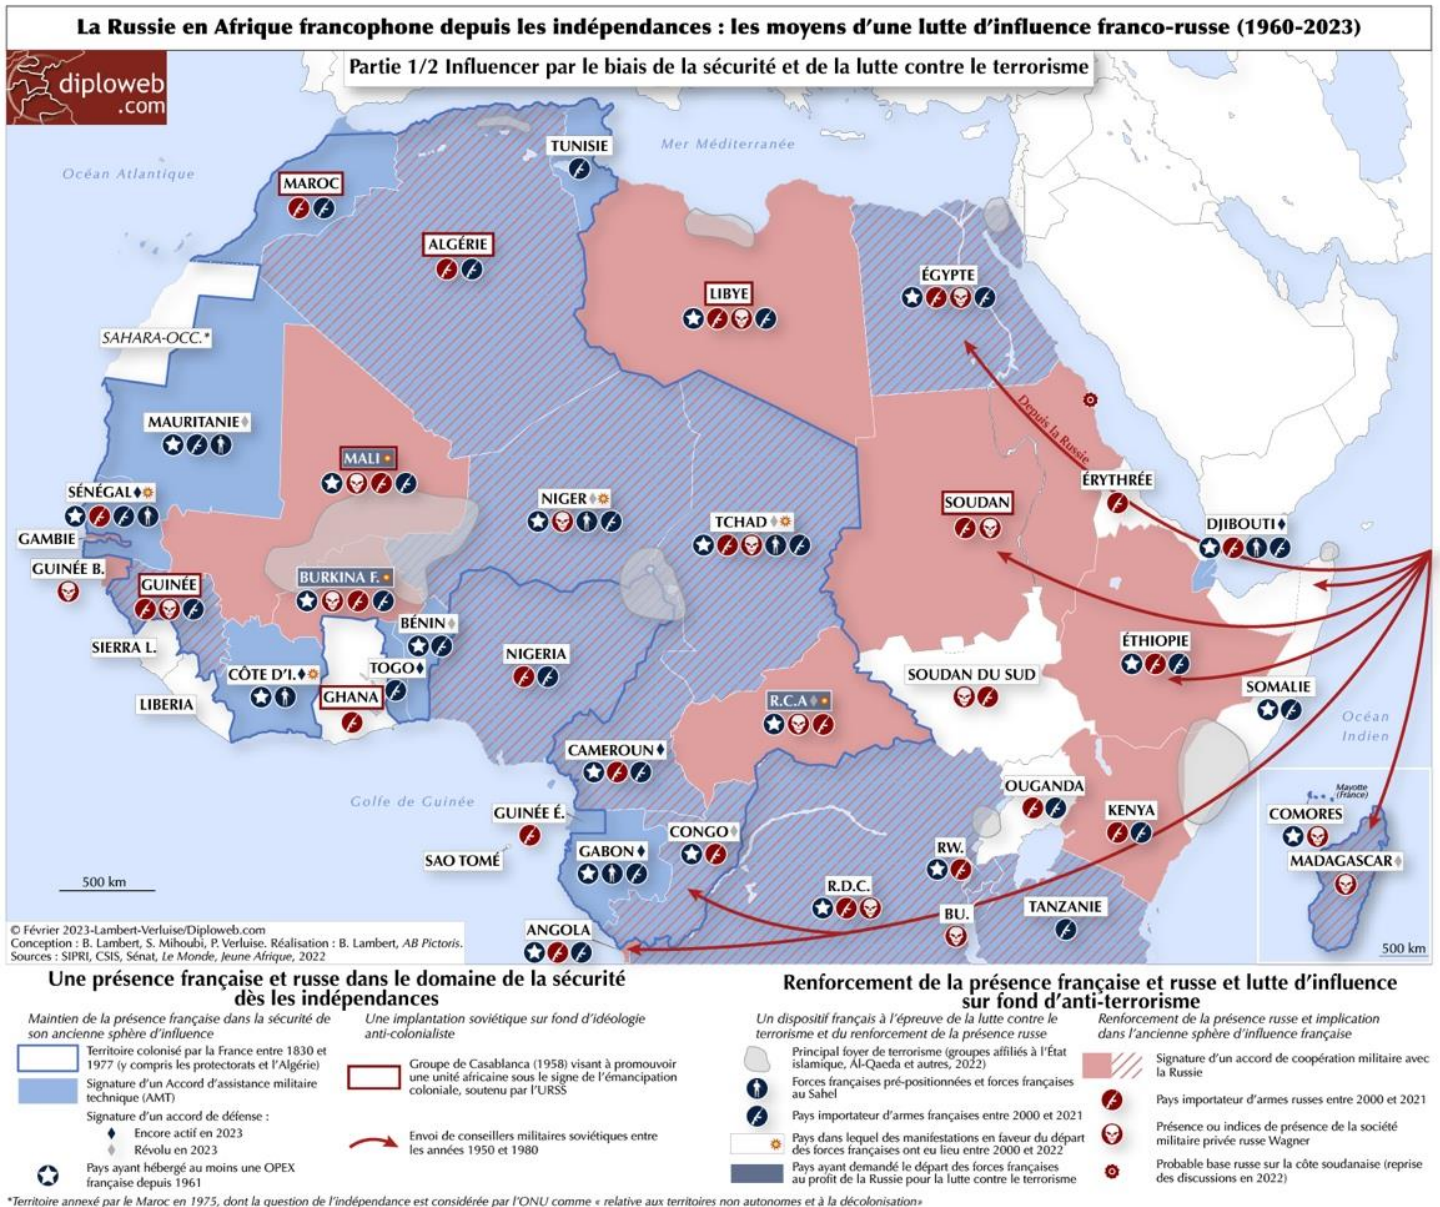 La Russie en Afrique francophone depuis les indépendances : les moyens d'une lutte d'influence franco-russe (1960-2023)
diploweb
.com
Partie 1/2 Influencer par le biais de la sécurité et de la lutte contre le terrorisme
Océan Atlantique
Mer Méditerranée
TUNISIE
MAROC
ALGÉRIE
LIBYE
ÉGYPTE
SAHARA-OCC.*
Depuis la Russie
MAURITANIE
MALI
SÉNÉGAL
NIGER
TCHAD
SOUDAN
ÉRYTHRÉE
DJIBOUTI
GAMBIE
GUINÉE B.
GUINÉE
BURKINA F.
BÉNIN
SIERRA L.
CÔTE D'I.
TOGO
NIGERIA
ÉTHIOPIE
LIBERIA
GHANA
R.C.A
SOUDAN DU SUD
SOMALIE
Océan
Indien
CAMEROUN
Golfe de Guinée
GUINÉE É.
OUGANDA
KENYA
Mayotte
(France)
COMORES
SAO TOMÉ
GABON
CONGO
RW.
MADAGASCAR
500 km
R.D.C.
BU.
TANZANIE
ANGOLA
500 km
© Février 2023-Lambert-Verluise/Diploweb.com
Conception : B. Lambert, S. Mihoubi, P. Verluise. Réalisation : B. Lambert, AB Pictoris.
Sources : SIPRI, CSIS, Sénat, Le Monde, Jeune Afrique, 2022
Une présence française et russe dans le domaine de la sécurité
dès les indépendances
Maintien de la présence française dans la sécurité de
son ancienne sphère d'influence
Territoire colonisé par la France entre 1830 et
1977 (y compris les protectorats et l'Algérie)
Signature d'un Accord d'assistance militaire
technique (AMT)
Signature d'un accord de défense :
Encore actif en 2023
Révolu en 2023
Pays ayant hébergé au moins une OPEX
française depuis 1961
Une implantation soviétique sur fond d'idéologie
anti-colonialiste
Groupe de Casablanca (1958) visant à promouvoir
une unité africaine sous le signe de l'émancipation
coloniale, soutenu par l'URSS
Envoi de conseillers militaires soviétiques entre
les années 1950 et 1980
Renforcement de la présence française et russe et lutte d'influence
sur fond d'anti-terrorisme
Un dispositif français à l'épreuve de la lutte contre le
terrorisme et du renforcement de la présence russe
Principal foyer de terrorisme (groupes affiliés à l'État
islamique, Al-Qaeda et autres, 2022)
Forces françaises pré-positionnées et forces françaises
au Sahel
Pays importateur d'armes françaises entre 2000 et 2021
Pays dans lequel des manifestations en faveur du départ
des forces françaises ont eu lieu entre 2000 et 2022
Pays ayant demandé le départ des forces françaises
au profit de la Russie pour la lutte contre le terrorisme
Renforcement de la présence russe et implication
dans l'ancienne sphère d'influence française
Signature d'un accord de coopération militaire avec
la Russie
Pays importateur d'armes russes entre 2000 et 2021
Présence ou indices de présence de la société
militaire privée russe Wagner
Probable base russe sur la côte soudanaise (reprise
des discussions en 2022)
*Territoire annexé par le Maroc en 1975, dont la question de l'indépendance est considérée par l'ONU comme « relative aux territoires non autonomes et à la décolonisation»